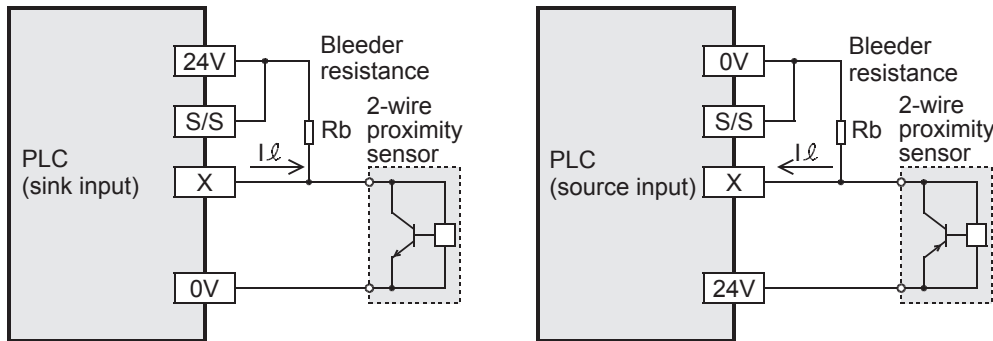 24V
Bleeder
resistance
S/S
Rb
2-wire
proximity
sensor
PLC
(sink input)
Iℓ
X
0V
0V
Bleeder
resistance
S/S
Rb
2-wire
proximity
sensor
PLC
(source input)
Iℓ
X
24V